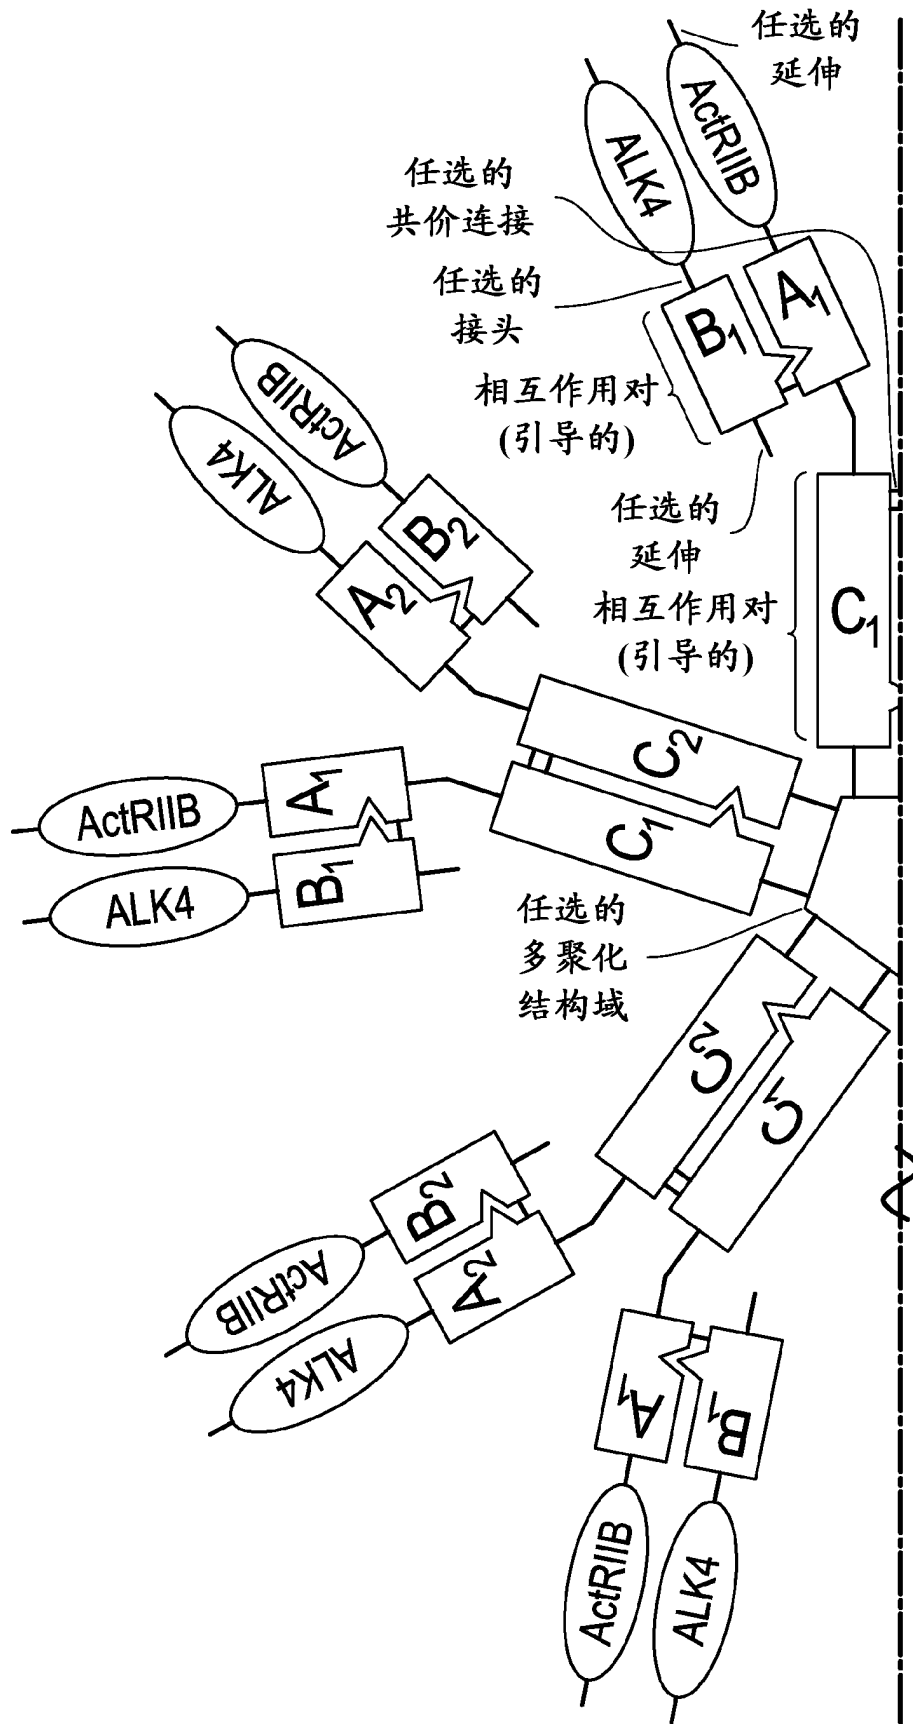 任选的
延伸
ActRIIB
ALK4
任选的
共价连接
任选的
接头
A1
B1
相互作用对
(引导的)
ActRIIB
ALK4
B2
A2
任选的
延伸
相互作用对
(引导的)
C1
C2
C1
A1
ActRIIB
B1
ALK4
任选的
多聚化
结构域
C2
C1
B2
A2
ActRIIB
ALK4
A1
B1
ActRIIB
ALK4